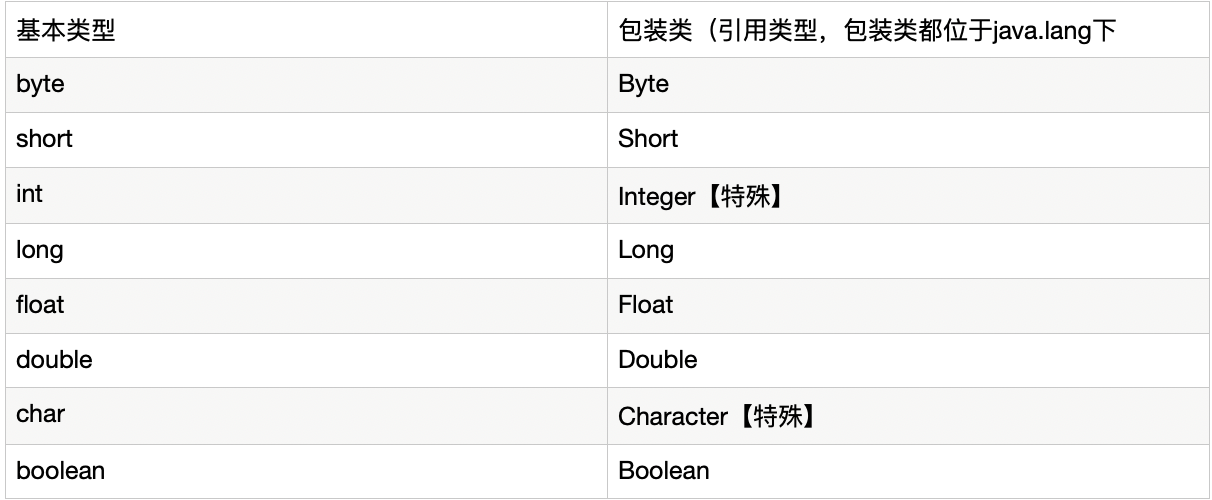 基本类型 包装类（引用类型，包装类都位于java.lang下
byte Byte
short Short
int Integer【特殊】
long Long
float Float
double Double
char Character【特殊】
boolean Boolean